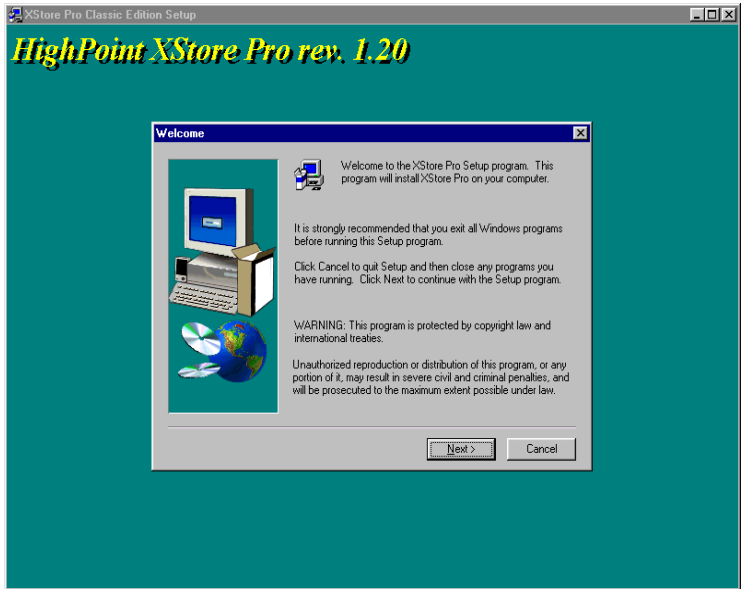 XStore Pro Classic Edition Setup
HighPoint XStore Pro rev. 1.20
Welcome
Welcome to the XStore Pro Setup program. This
program will install XStore Pro on your computer.
It is strongly recommended that you exit all Windows programs
before running this Setup program.
Click Cancel to quit Setup and then close any programs you
have running. Click Next to continue with the Setup program.
WARNING: This program is protected by copyright law and
international treaties.
Unauthorized reproduction or distribution of this program, or any
portion of it, may result in severe civil and criminal penalties, and
will be prosecuted to the maximum extent possible under law.
Next >
Cancel